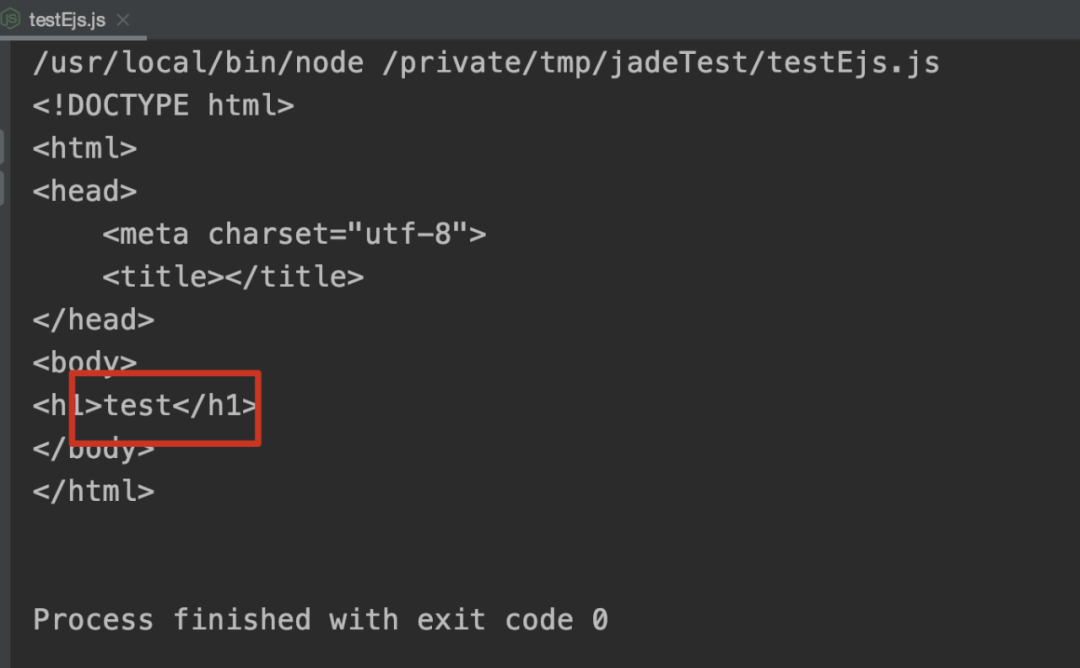 testEjs.js
/usr/local/bin/node /private/tmp/jadeTest/testEjs.js
<!DOCTYPE html>
<html>
<head>
    <meta charset="utf-8">
    <title></title>
</head>
<body>
<h1>test</h1>
</body>
</html>
Process finished with exit code 0